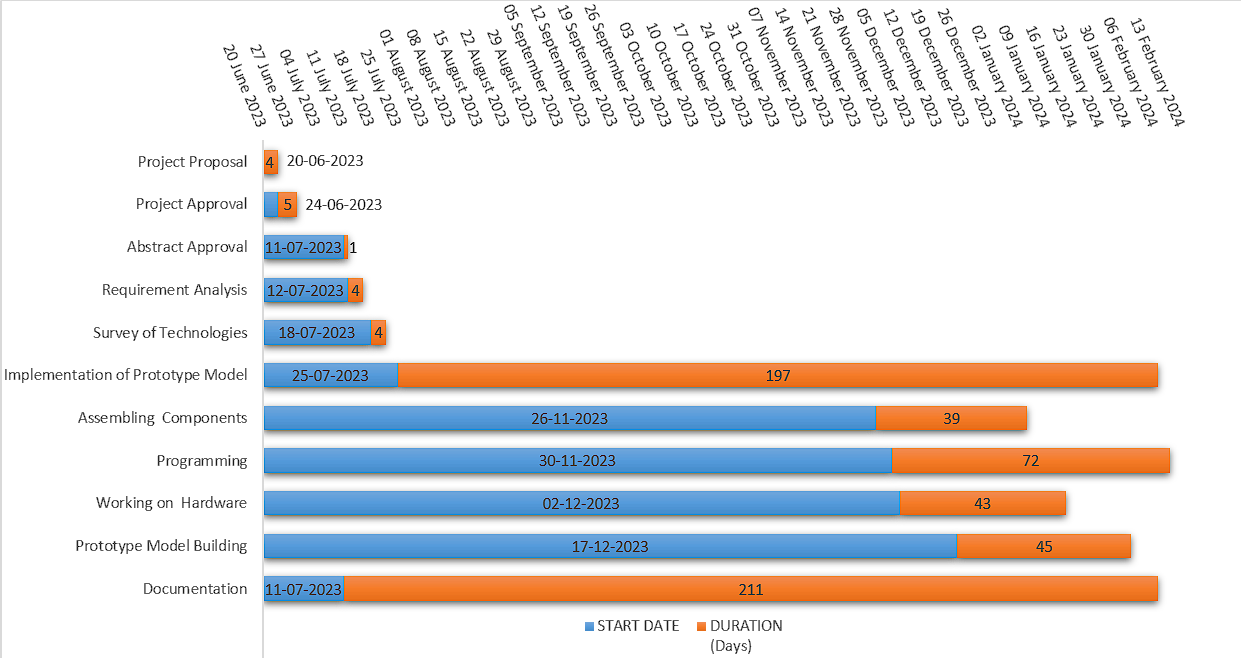 20 June 2023
27 June 2023
04 July 2023
11 July 2023
18 July 2023
25 July 2023
01 August 2023
08 August 2023
15 August 2023
22 August 2023
29 August 2023
05 September 2023
12 September 2023
19 September 2023
26 September 2023
03 October 2023
10 October 2023
17 October 2023
24 October 2023
31 October 2023
07 November 2023
14 November 2023
21 November 2023
28 November 2023
05 December 2023
12 December 2023
19 December 2023
26 December 2023
02 January 2024
09 January 2024
16 January 2024
23 January 2024
30 January 2024
06 February 2024
13 February 2024
Project Proposal 4 20-06-2023
Project Approval 5 24-06-2023
Abstract Approval 11-07-2023 1
Requirement Analysis 12-07-2023 4
Survey of Technologies 18-07-2023 4
Implementation of Prototype Model 25-07-2023 197
Assembling Components 26-11-2023 39
Programming 30-11-2023 72
Working on Hardware 02-12-2023 43
Prototype Model Building 17-12-2023 45
Documentation 11-07-2023 211
START DATE DURATION
(Days)